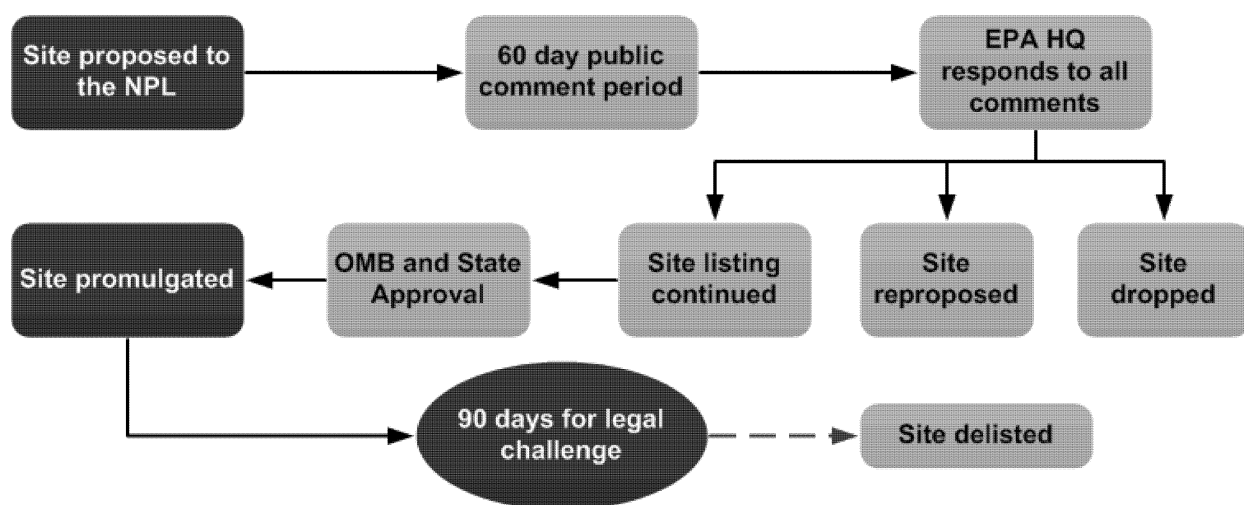 Site proposed to
the NPL
60 day public
comment period
EPA HQ
responds to all
comments
Site promulgated
OMB and State
Approval
Site listing
continued
Site
reproposed
Site
dropped
90 days for legal
challenge
Site delisted